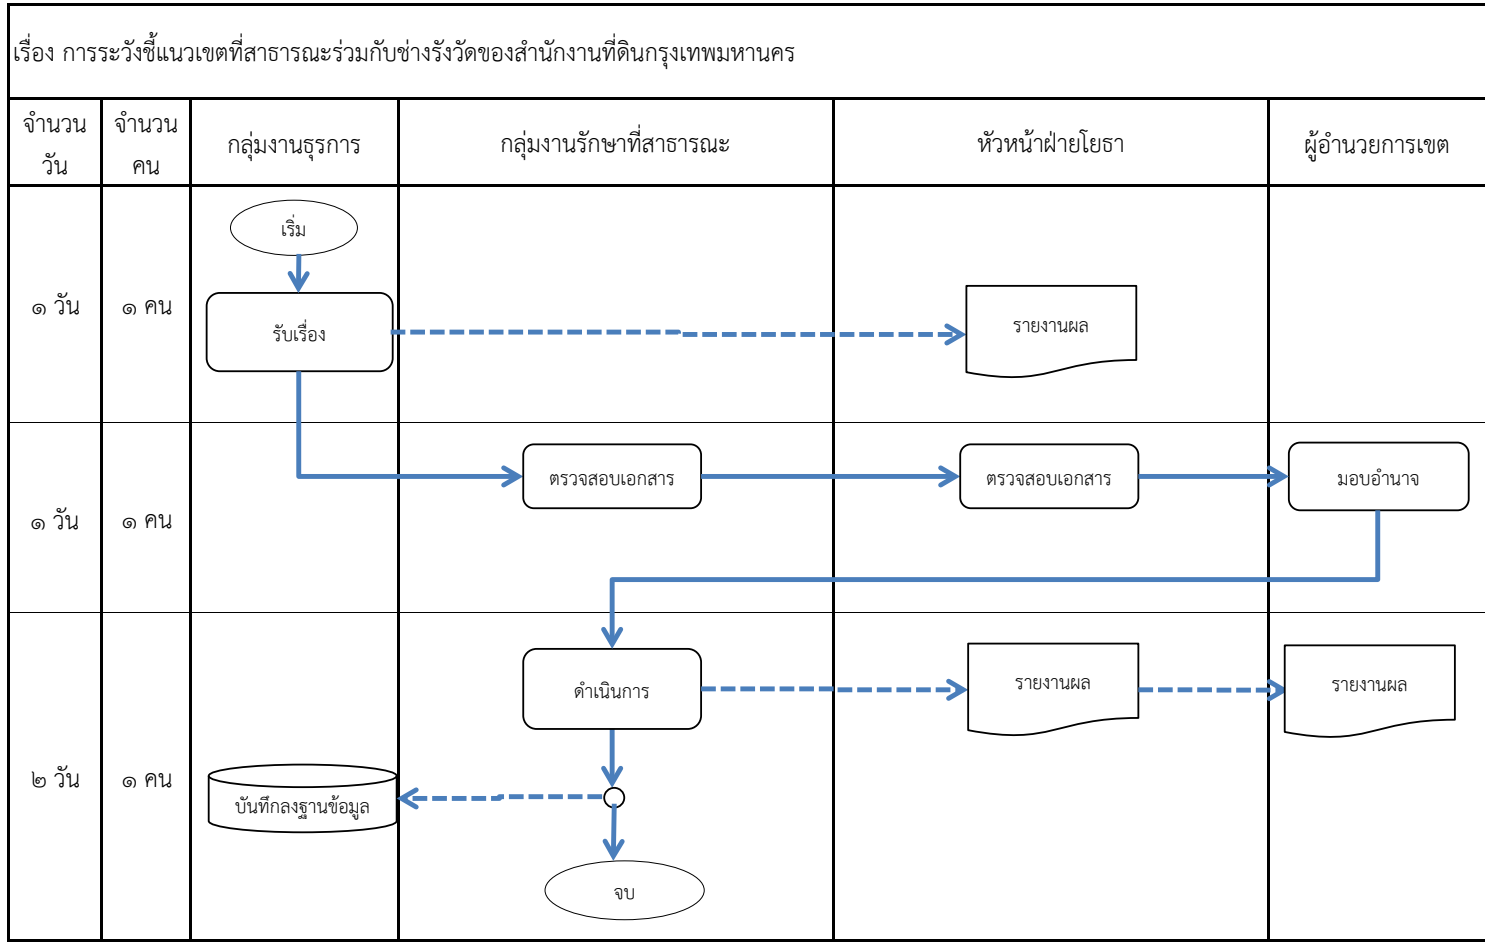 เรื่อง การระวังชี้แนวเขตที่สาธารณะร่วมกับช่างรังวัดของสำนักงานที่ดินกรุงเทพมหานคร
จำนวน
วัน
จำนวน
คน
กลุ่มงานธุรการ
กลุ่มงานรักษาที่สาธารณะ
หัวหน้าฝ่ายโยธา
ผู้อำนวยการเขต
เริ่ม
๑ วัน
๑ คน
รับเรื่อง
รายงานผล
๑ วัน
๑ คน
ตรวจสอบเอกสาร
ตรวจสอบเอกสาร
มอบอำนาจ
๒ วัน
๑ คน
ดำเนินการ
รายงานผล
รายงานผล
บันทึกลงฐานข้อมูล
จบ